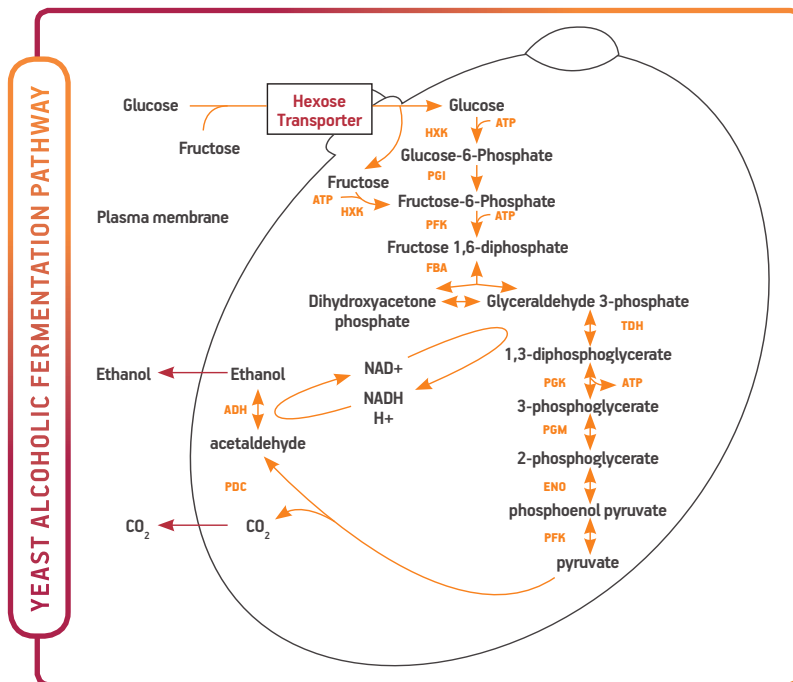 YEAST ALCOHOLIC FERMENTATION PATHWAY
Glucose
Fructose
Hexose
Transporter
Glucose
HXK
ATP
Glucose-6-Phosphate
PGI
Fructose
ATP
HXK
Fructose-6-Phosphate
Plasma membrane
PFK
ATP
Fructose 1,6-diphosphate
FBA
Dihydroxyacetone
phosphate
Glyceraldehyde 3-phosphate
TDH
1,3-diphosphoglycerate
NAD+
Ethanol
Ethanol
PGK
ATP
NADH
H+
3-phosphoglycerate
ADH
PGM
acetaldehyde
2-phosphoglycerate
PDC
ENO
phosphoenol pyruvate
CO2
CO2
PFK
pyruvate